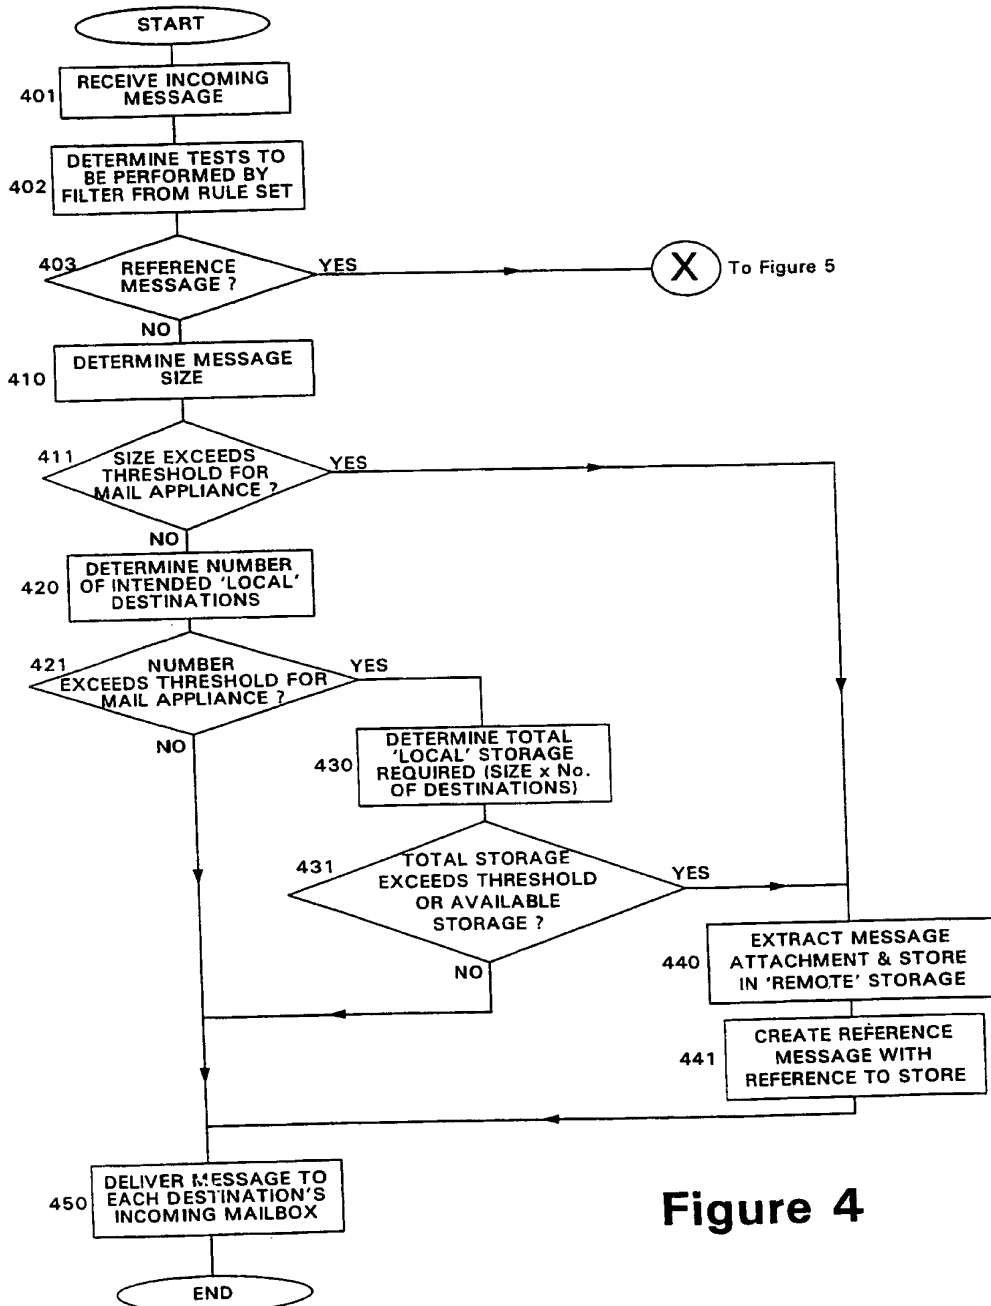 START
401
RECEIVE INCOMING
MESSAGE
402
DETERMINE TESTS TO
BE PERFORMED BY
FILTER FROM RULE SET
403
REFERENCE
MESSAGE ?
YES
X
To Figure 5
NO
410
DETERMINE MESSAGE
SIZE
411
SIZE EXCEEDS
THRESHOLD FOR
MAIL APPLIANCE ?
YES
NO
420
DETERMINE NUMBER
OF INTENDED 'LOCAL'
DESTINATIONS
421
NUMBER
EXCEEDS THRESHOLD FOR
MAIL APPLIANCE ?
YES
NO
430
DETERMINE TOTAL
'LOCAL' STORAGE
REQUIRED (SIZE x No.
OF DESTINATIONS)
431
TOTAL STORAGE
EXCEEDS THRESHOLD
OR AVAILABLE
STORAGE ?
YES
NO
440
EXTRACT MESSAGE
ATTACHMENT & STORE
IN 'REMOTE' STORAGE
441
CREATE REFERENCE
MESSAGE WITH
REFERENCE TO STORE
450
DELIVER MESSAGE TO
EACH DESTINATION'S
INCOMING MAILBOX
END
Figure 4